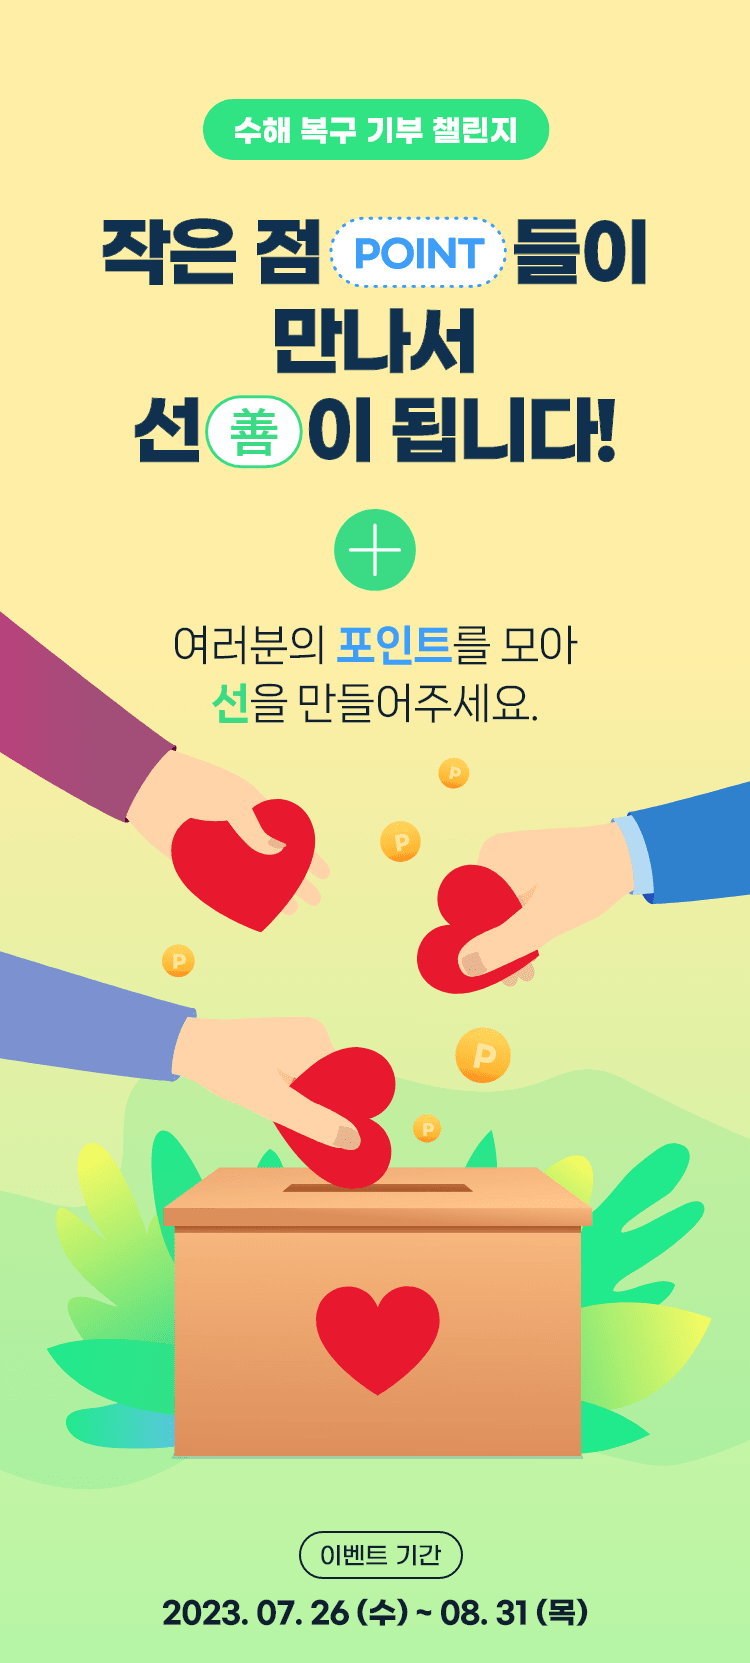 수해 복구 기부 챌린지
작은 점 POINT 들이
만나서
선 善 이 됩니다!
여러분의 포인트를 모아
선을 만들어주세요.
P
P
P
P
P
이벤트 기간
2023. 07. 26 (수) ~ 08. 31 (목)